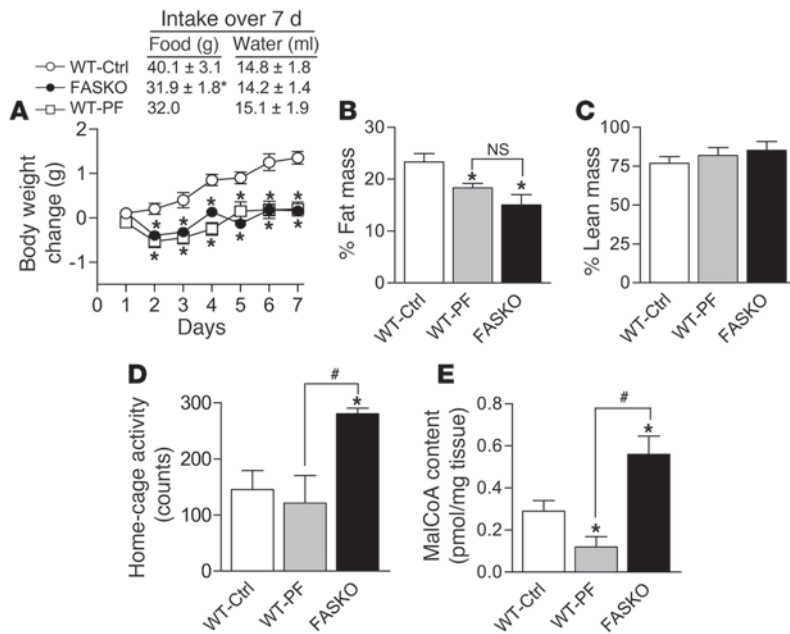 Intake over 7 d
Food (g) Water (ml)
WT-Ctrl 40.1 ± 3.1 14.8 ± 1.8
FASKO 31.9 ± 1.8* 14.2 ± 1.4
WT-PF 32.0 15.1 ± 1.9
A
Body weight
change (g)
2
1
0
-1
* * * * * *
* * * * * *
0 1 2 3 4 5 6 7
Days
B
% Fat mass
30
20
10
0
NS
* *
WT-Ctrl WT-PF FASKO
C
% Lean mass
100
75
50
25
0
WT-Ctrl WT-PF FASKO
D
Home-cage activity
(counts)
300
200
100
0
#
*
WT-Ctrl WT-PF FASKO
E
MalCoA content
(pmol/mg tissue)
0.8
0.6
0.4
0.2
0.0
#
* *
WT-Ctrl WT-PF FASKO